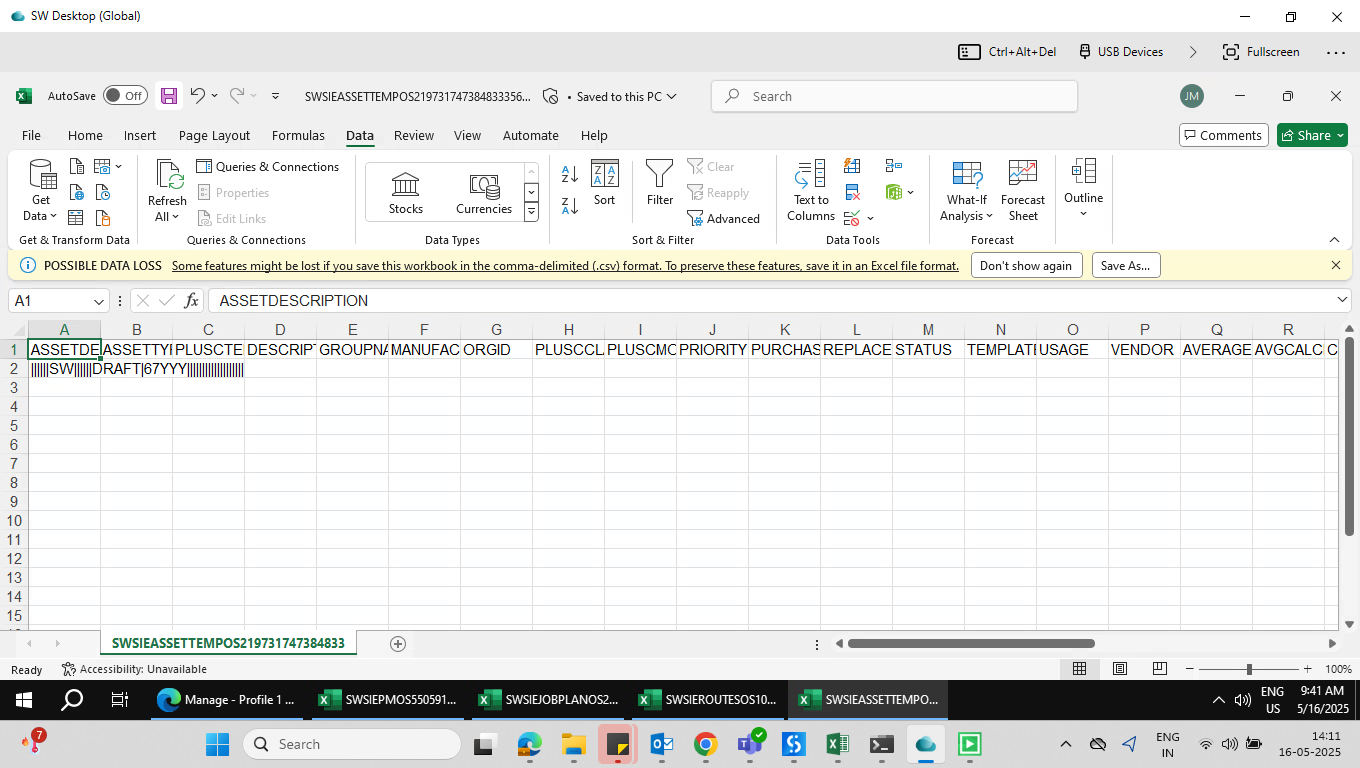 SW Desktop (Global)
Ctrl+Alt+Del USB Devices Fullscreen
AutoSave Off SWSIEASSETTEMPOS219731747384833356... • Saved to this PC Search JM
File Home Insert Page Layout Formulas Data Review View Automate Help Comments Share
Get Data
Refresh All
Queries & Connections
Properties
Edit Links
Stocks Currencies
Sort
Filter
Clear
Reapply
Advanced
Text to Columns
What-If Analysis
Forecast Sheet
Outline
Get & Transform Data Queries & Connections Data Types Sort & Filter Data Tools Forecast
POSSIBLE DATA LOSS Some features might be lost if you save this workbook in the comma-delimited (.csv) format. To preserve these features, save it in an Excel file format. Don't show again Save As...
A1 fx ASSETDESCRIPTION
A B C D E F G H I J K L M N O P Q R
1 ASSETDE ASSETTY PLUSCTE DESCRIPT GROUPNA MANUFAC ORGID PLUSCCL PLUSCMC PRIORITY PURCHAS REPLACE STATUS TEMPLATE USAGE VENDOR AVERAGE AVGCALC C
2 ||||||SW||||||DRAFT|67YYY||||||||||||||||||
3
4
5
6
7
8
9
10
11
12
13
14
15
SWSIEASSETTEMPOS219731747384833
Ready Accessibility: Unavailable 100%
Manage - Profile 1 ... SWSIEPMOS550591... SWSIEJOBPLANOS2... SWSIEROUTESOS10... SWSIEASSETTEMPO... ENG US 9:41 AM 5/16/2025
7 Search ENG IN 14:11 16-05-2025